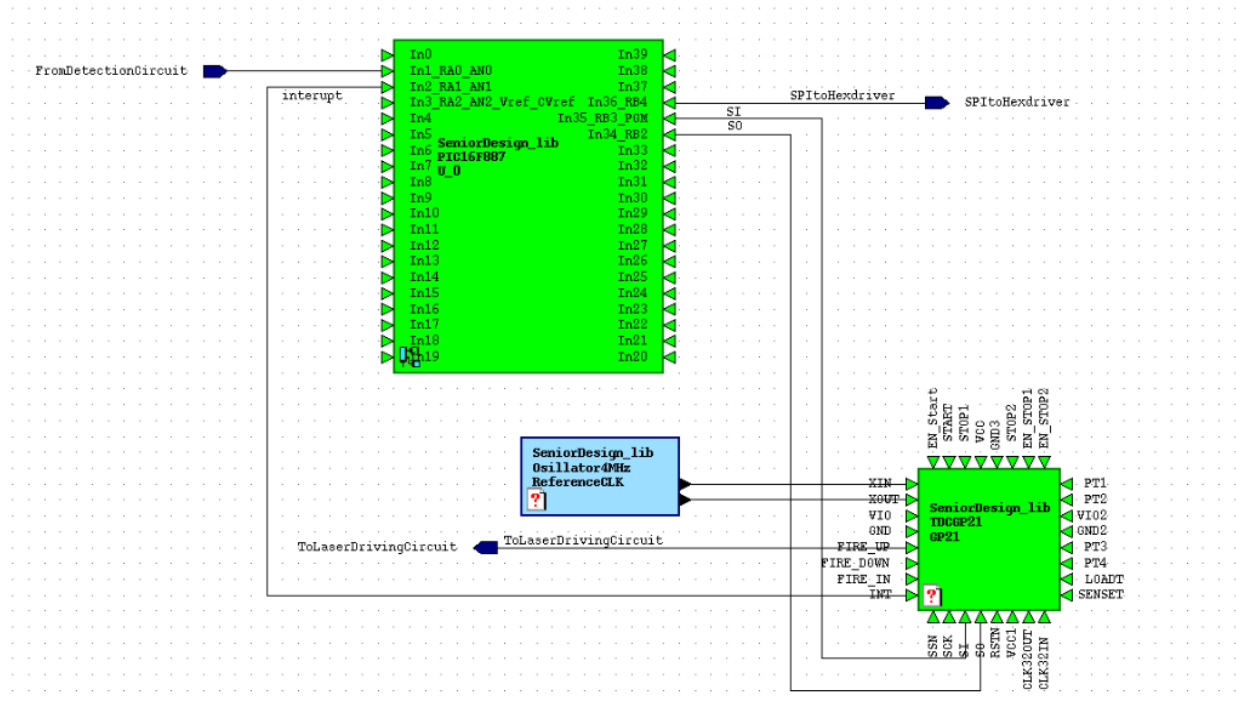 FromDetectionCircuit
interupt
In0
In1_RA0_AN0
In2_RA1_AN1
In3_RA2_AN2_Vref_CVref
In4
In5
In6
In7
In8
In9
In10
In11
In12
In13
In14
In15
In16
In17
In18
In19
SeniorDesign_lib
PIC16F887
U_0
In39
In38
In37
In36_RB4
In35_RB3_PGM
In34_RB2
In33
In32
In31
In30
In29
In28
In27
In26
In25
In24
In23
In22
In21
In20
SPItoHexdriver
SPItoHexdriver
SI
SO
SeniorDesign_lib
Osillator4MHz
ReferenceCLK
?
ToLaserDrivingCircuit
ToLaserDrivingCircuit
EN_Start
START
STOP1
VCC
GND3
STOP2
EN_STOP1
EN_STOP2
XIN
XOUT
VIO
GND
FIRE_UP
FIRE_DOWN
FIRE_IN
INT
SeniorDesign_lib
TDCGP21
GP21
?
PT1
PT2
VIO2
GND2
PT3
PT4
LOADT
SENSET
SSN
SCK
SI
SO
RSTN
VCC1
CLK32OUT
CLK32IN